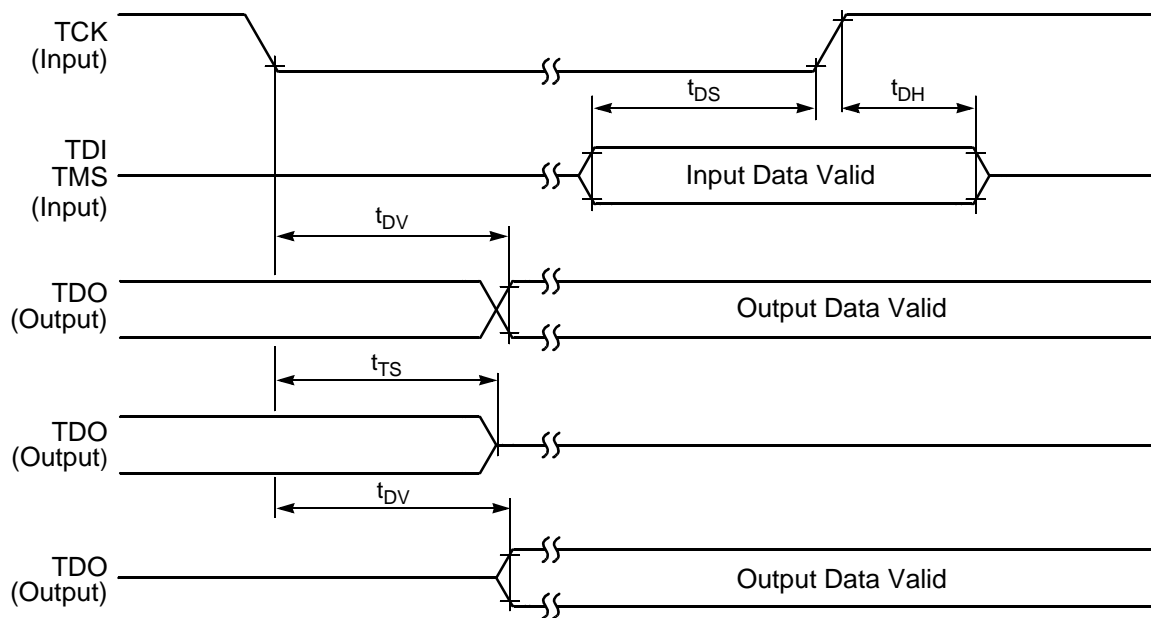 TCK
(Input)
tDS
tDH
TDI
TMS
(Input)
Input Data Valid
tDV
TDO
(Output)
Output Data Valid
tTS
TDO
(Output)
tDV
TDO
(Output)
Output Data Valid